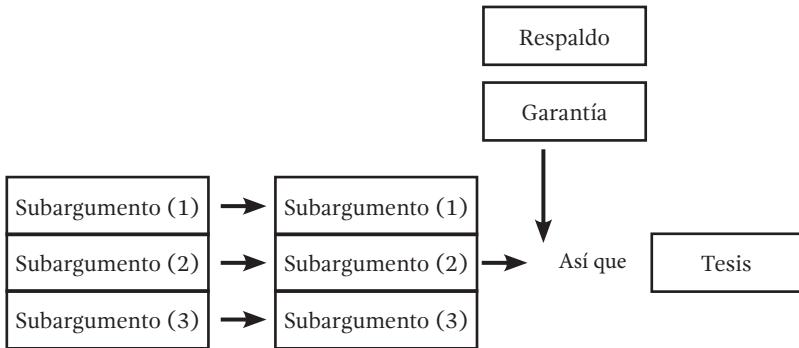 Respaldo
Garantía
Subargumento (1) Subargumento (1)
Subargumento (2) Subargumento (2) Así que Tesis
Subargumento (3) Subargumento (3)